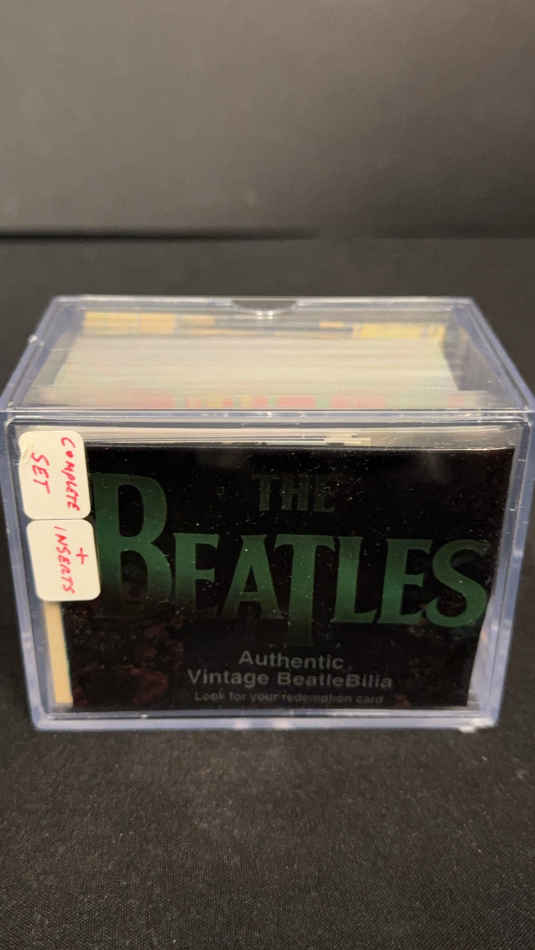 COMPLETE
SET
+
INSERTS
THE
BEATLES
Authentic
Vintage BeatleBilia
Look for your redemption card